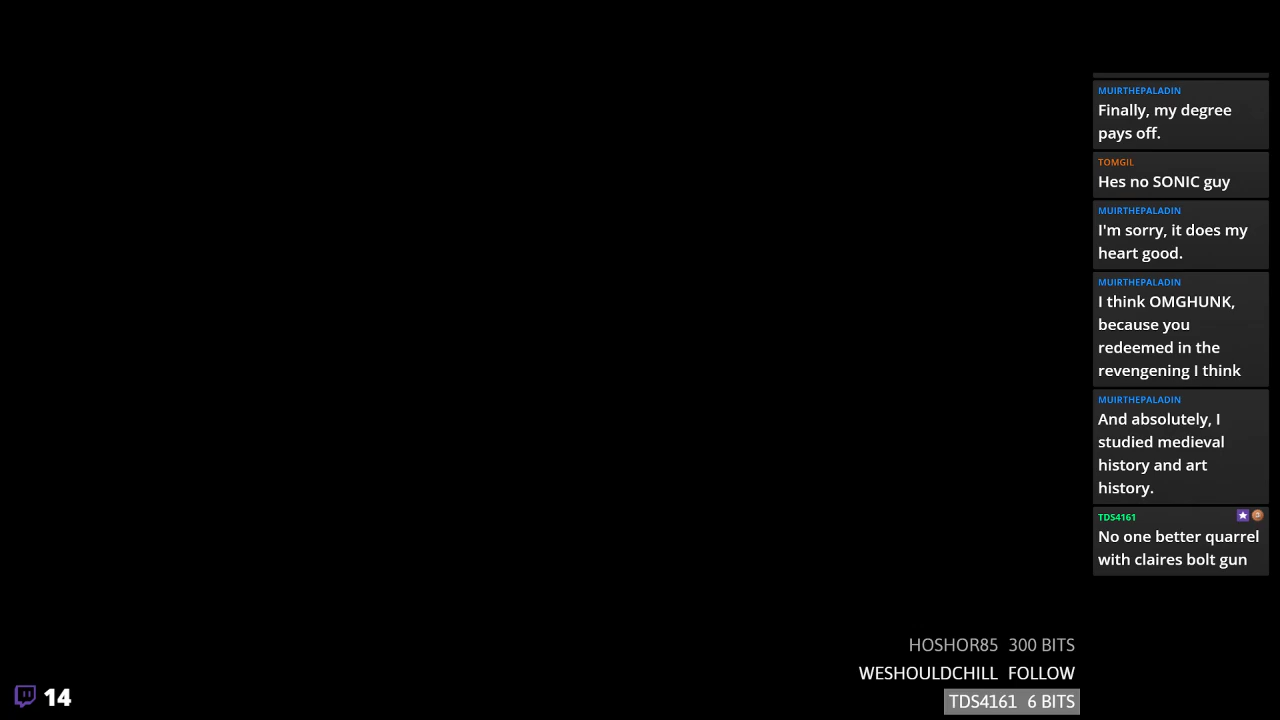 MUIRTHEPALADIN
Finally, my degree
pays off.
TOMGIL
Hes no SONIC guy
MUIRTHEPALADIN
I'm sorry, it does my
heart good.
MUIRTHEPALADIN
I think OMGHUNK,
because you
redeemed in the
revengening I think
MUIRTHEPALADIN
And absolutely, I
studied medieval
history and art
history.
TDS4161
No one better quarrel
with claires bolt gun
HOSHOR85 300 BITS
WESHOULDCHILL FOLLOW
TDS4161 6 BITS
14